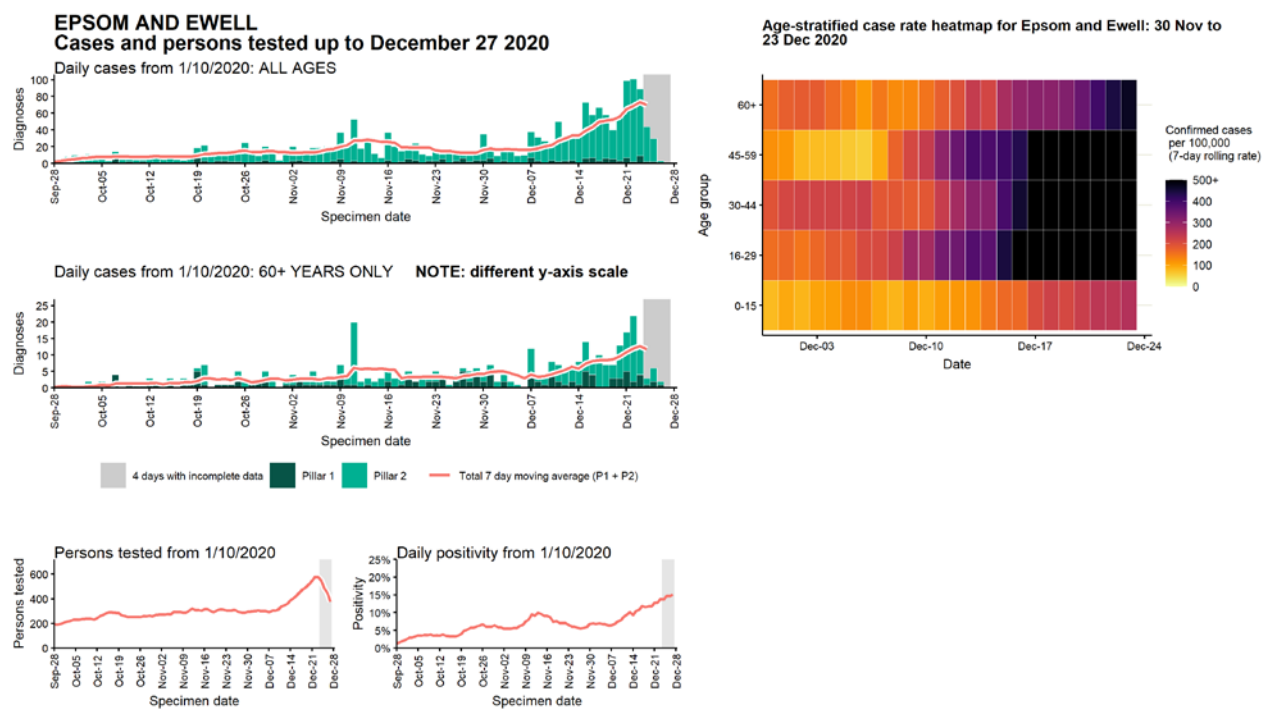 EPSOM AND EWELL
Cases and persons tested up to December 27 2020
Daily cases from 1/10/2020: ALL AGES
Diagnoses
100
80
60
40
20
0
Sep-28
Oct-05
Oct-12
Oct-19
Oct-26
Nov-02
Nov-09
Nov-16
Nov-23
Nov-30
Dec-07
Dec-14
Dec-21
Dec-28
Specimen date
Daily cases from 1/10/2020: 60+ YEARS ONLY NOTE: different y-axis scale
Diagnoses
25
20
15
10
5
0
Sep-28
Oct-05
Oct-12
Oct-19
Oct-26
Nov-02
Nov-09
Nov-16
Nov-23
Nov-30
Dec-07
Dec-14
Dec-21
Dec-28
Specimen date
4 days with incomplete data Pillar 1 Pillar 2 Total 7 day moving average (P1 + P2)
Persons tested from 1/10/2020
Persons tested
600
400
200
0
Sep-28
Oct-05
Oct-12
Oct-19
Oct-26
Nov-02
Nov-09
Nov-16
Nov-23
Nov-30
Dec-07
Dec-14
Dec-21
Dec-28
Specimen date
Daily positivity from 1/10/2020
Positivity
25%
20%
15%
10%
5%
0%
Sep-28
Oct-05
Oct-12
Oct-19
Oct-26
Nov-02
Nov-09
Nov-16
Nov-23
Nov-30
Dec-07
Dec-14
Dec-21
Dec-28
Specimen date
Age-stratified case rate heatmap for Epsom and Ewell: 30 Nov to
23 Dec 2020
Age group
60+
45-59
30-44
16-29
0-15
Dec-03
Dec-10
Dec-17
Dec-24
Date
Confirmed cases
per 100,000
(7-day rolling rate)
500+
400
300
200
100
0